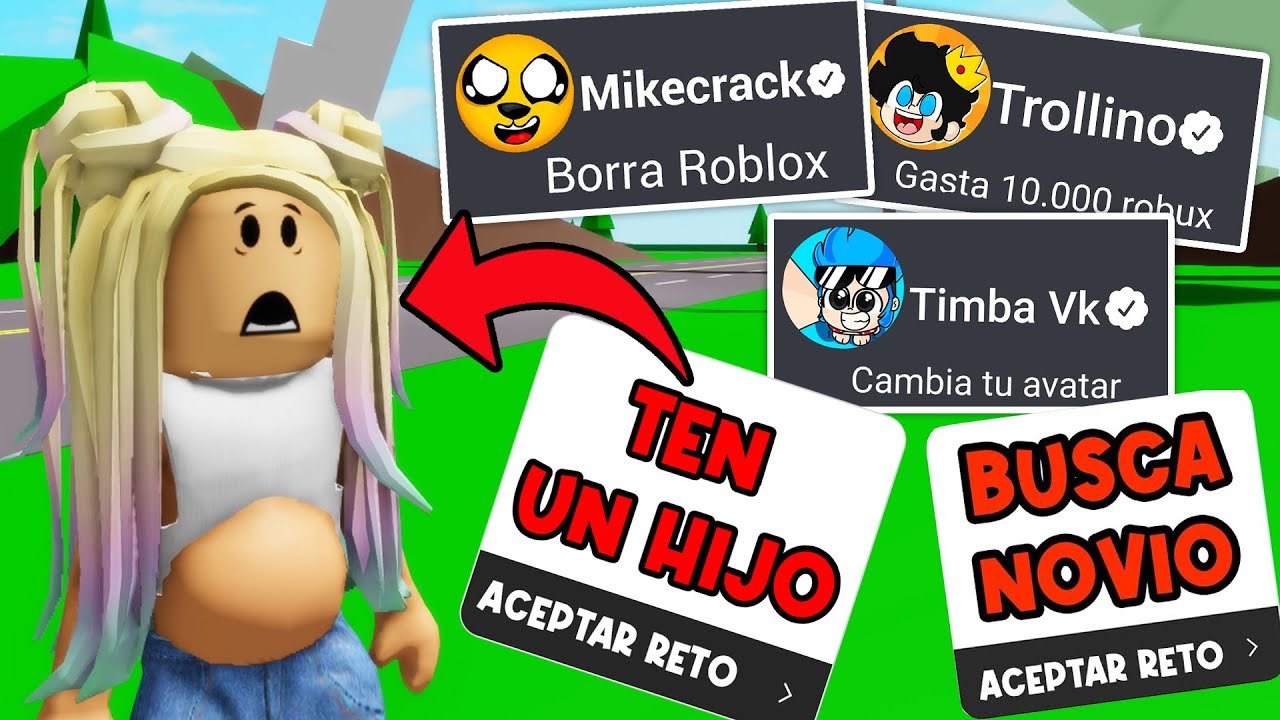 Mikecrack
Borra Roblox
Trollino
Gasta 10.000 robux
Timba Vk
Cambia tu avatar
TEN
UN HIJO
ACEPTAR RETO
BUSCA
NOVIO
ACEPTAR RETO